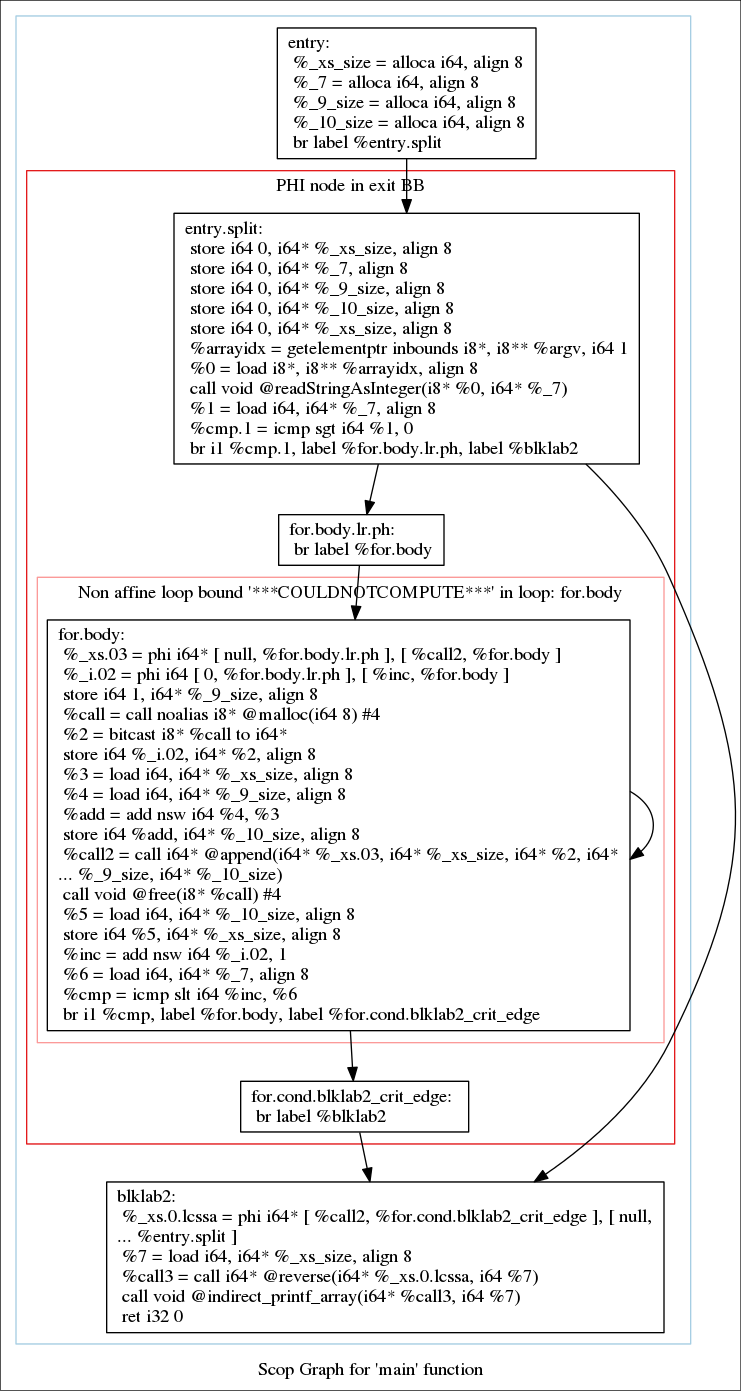 entry:
%_xs_size = alloca i64, align 8
%_7 = alloca i64, align 8
%_9_size = alloca i64, align 8
%_10_size = alloca i64, align 8
br label %entry.split
PHI node in exit BB
entry.split:
store i64 0, i64* %_xs_size, align 8
store i64 0, i64* %_7, align 8
store i64 0, i64* %_9_size, align 8
store i64 0, i64* %_10_size, align 8
store i64 0, i64* %_xs_size, align 8
%arrayidx = getelementptr inbounds i8*, i8** %argv, i64 1
%0 = load i8*, i8** %arrayidx, align 8
call void @readStringAsInteger(i8* %0, i64* %_7)
%1 = load i64, i64* %_7, align 8
%cmp.1 = icmp sgt i64 %1, 0
br i1 %cmp.1, label %for.body.lr.ph, label %blklab2
for.body.lr.ph:
br label %for.body
Non affine loop bound '***COULDNOTCOMPUTE***' in loop: for.body
for.body:
%_xs.03 = phi i64* [ null, %for.body.lr.ph ], [ %call2, %for.body ]
%_i.02 = phi i64 [ 0, %for.body.lr.ph ], [ %inc, %for.body ]
store i64 1, i64* %_9_size, align 8
%call = call noalias i8* @malloc(i64 8) #4
%2 = bitcast i8* %call to i64*
store i64 %_i.02, i64* %2, align 8
%3 = load i64, i64* %_xs_size, align 8
%4 = load i64, i64* %_9_size, align 8
%add = add nsw i64 %4, %3
store i64 %add, i64* %_10_size, align 8
%call2 = call i64* @append(i64* %_xs.03, i64* %_xs_size, i64* %2, i64*
... %_9_size, i64* %_10_size)
call void @free(i8* %call) #4
%5 = load i64, i64* %_10_size, align 8
store i64 %5, i64* %_xs_size, align 8
%inc = add nsw i64 %_i.02, 1
%6 = load i64, i64* %_7, align 8
%cmp = icmp slt i64 %inc, %6
br i1 %cmp, label %for.body, label %for.cond.blklab2_crit_edge
for.cond.blklab2_crit_edge:
br label %blklab2
blklab2:
%_xs.0.lcssa = phi i64* [ %call2, %for.cond.blklab2_crit_edge ], [ null,
... %entry.split ]
%7 = load i64, i64* %_xs_size, align 8
%call3 = call i64* @reverse(i64* %_xs.0.lcssa, i64 %7)
call void @indirect_printf_array(i64* %call3, i64 %7)
ret i32 0
Scop Graph for 'main' function